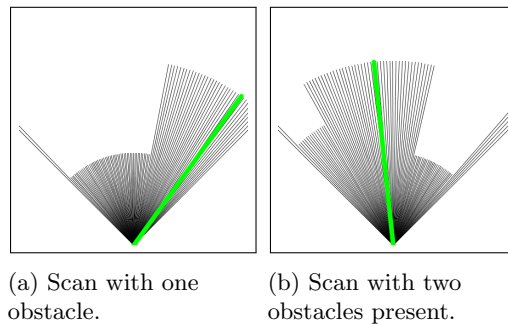 (a) Scan with one
obstacle.
(b) Scan with two
obstacles present.